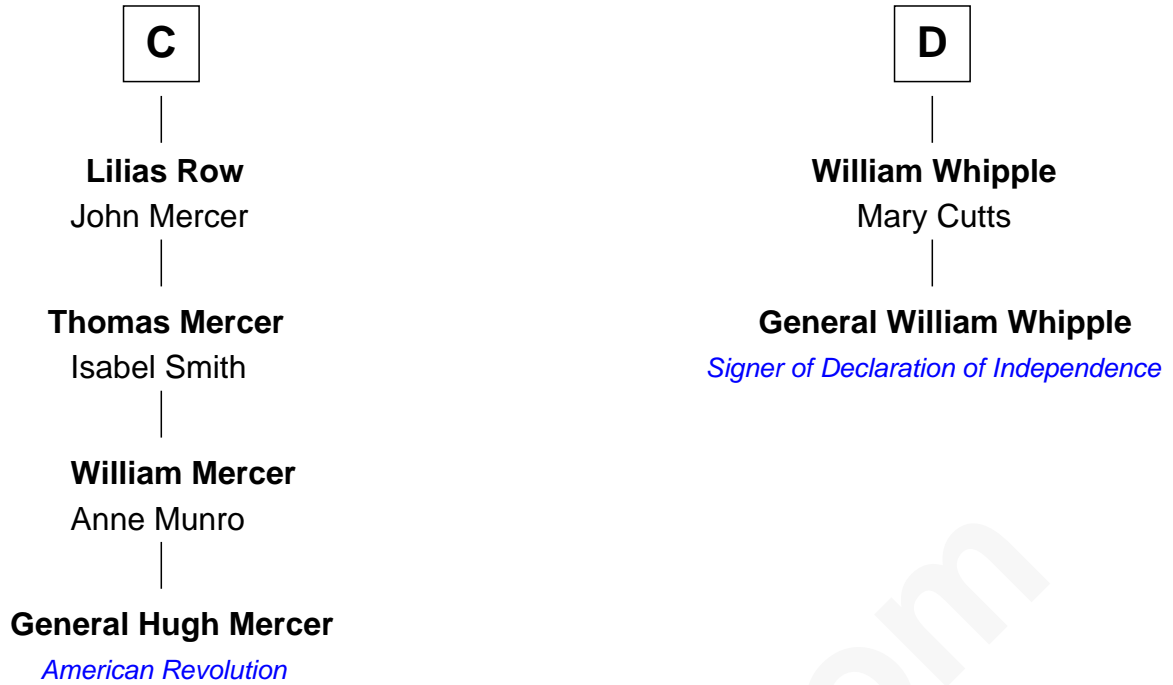 C
Lilias Row
John Mercer
Thomas Mercer
Isabel Smith
William Mercer
Anne Munro
General Hugh Mercer
American Revolution
D
William Whipple
Mary Cutts
General William Whipple
Signer of Declaration of Independence
om